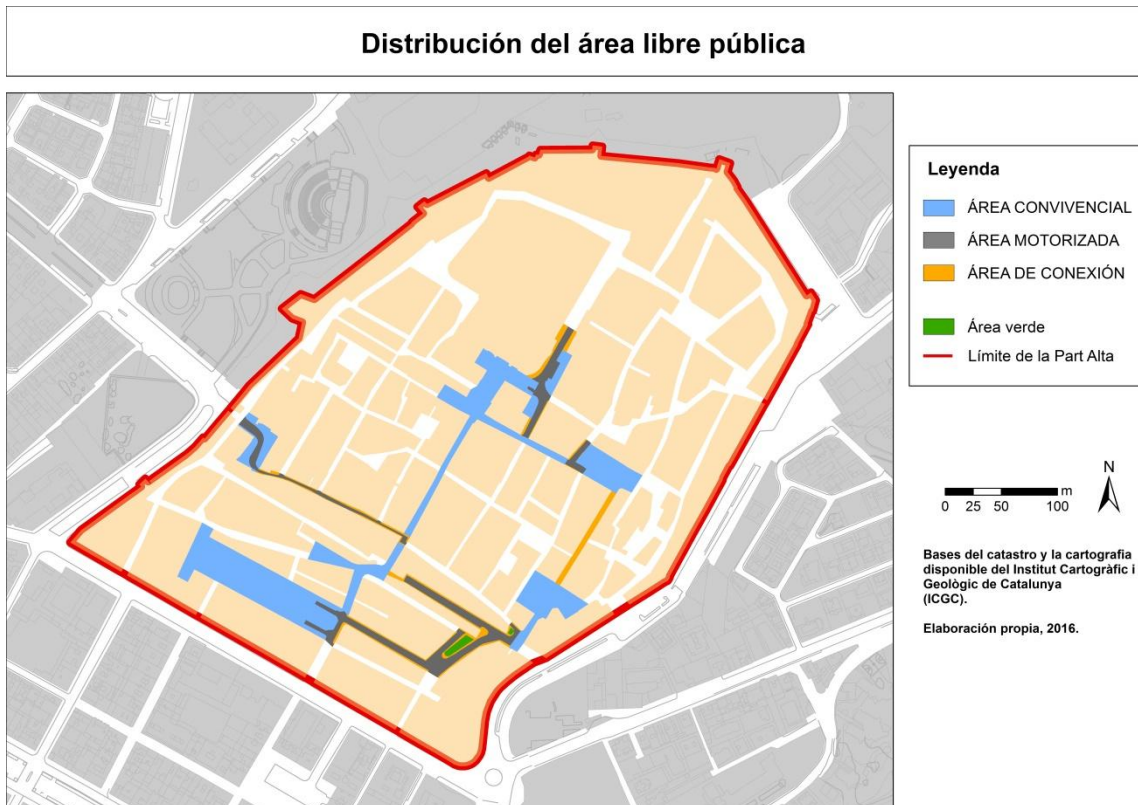 Distribución del área libre pública
Leyenda
ÁREA CONVIVENCIAL
ÁREA MOTORIZADA
ÁREA DE CONEXIÓN
Área verde
Límite de la Part Alta
N
m
0 25 50 100
Bases del catastro y la cartografia
disponible del Institut Cartogràfic i
Geològic de Catalunya
(ICGC).
Elaboración propia, 2016.